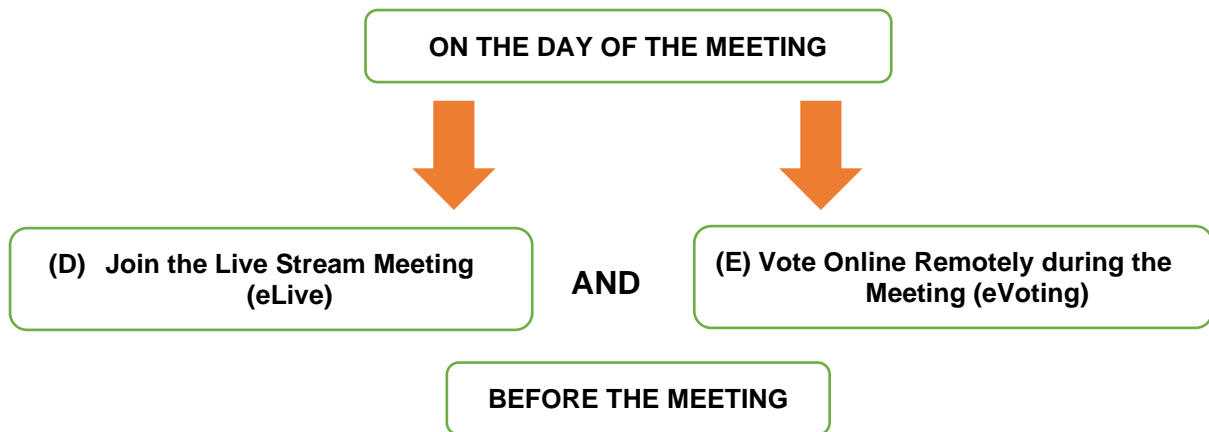 ON THE DAY OF THE MEETING
(D) Join the Live Stream Meeting
(eLive)
AND
(E) Vote Online Remotely during the
Meeting (eVoting)
BEFORE THE MEETING